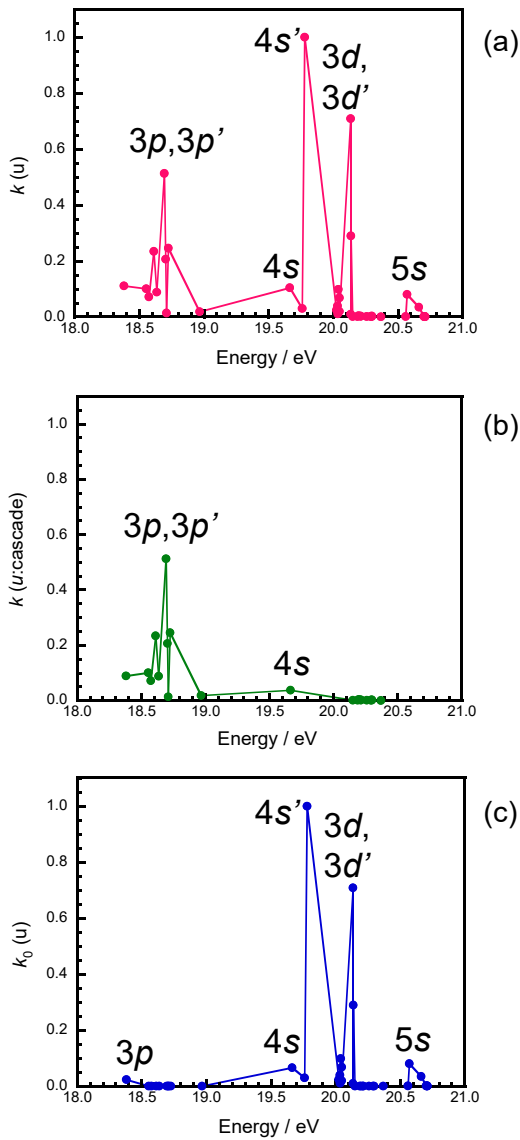 (a)
1.0
0.8
0.6
0.4
0.2
0.0
k (u)
4s’
3d,
3d’
3p,3p’
4s
5s
18.0 18.5 19.0 19.5 20.0 20.5 21.0
Energy / eV
(b)
1.0
0.8
0.6
0.4
0.2
0.0
k (u:cascade)
3p,3p’
4s
18.0 18.5 19.0 19.5 20.0 20.5 21.0
Energy / eV
(c)
1.0
0.8
0.6
0.4
0.2
0.0
k₀ (u)
4s’
3d,
3d’
3p
4s
5s
18.0 18.5 19.0 19.5 20.0 20.5 21.0
Energy / eV